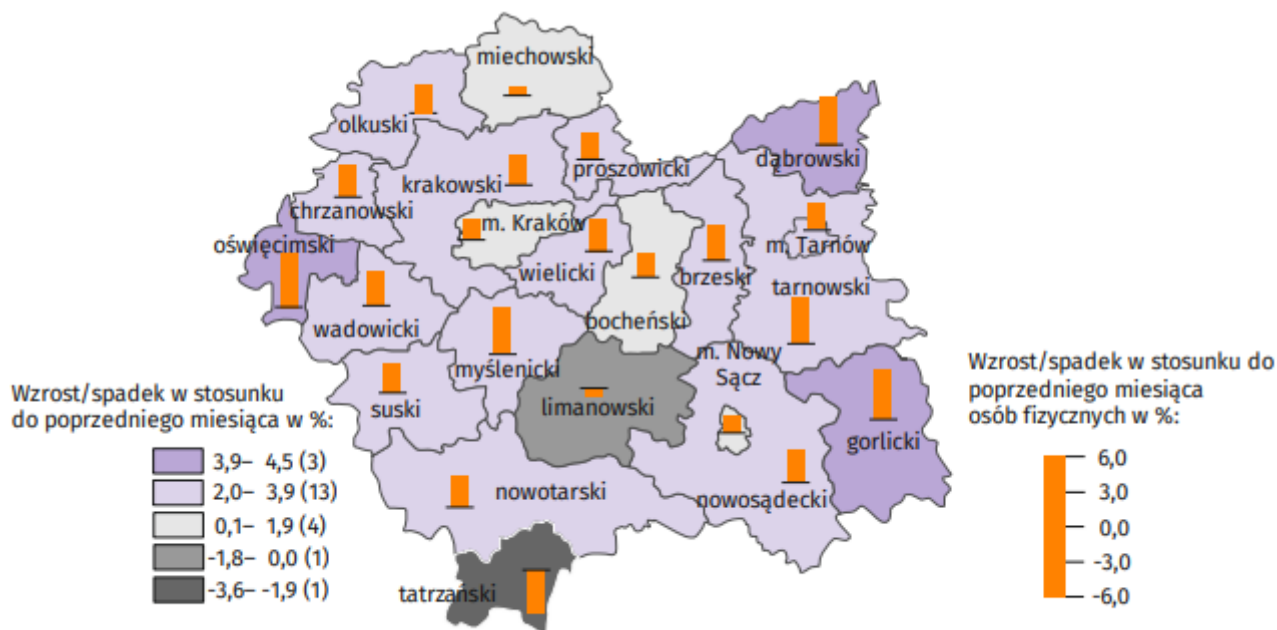 miechowski
olkuski
dąbrowski
proszowicki
krakowski
chrzanowski
m. Kraków
m. Tarnów
oświęcimski
wielicki
brzeski
tarnowski
wadowicki
bocheński
m. Nowy
Sącz
myślenicki
limanowski
suski
gorlicki
nowotarski
nowosądecki
tatrzański
Wzrost/spadek w stosunku
do poprzedniego miesiąca w %:
3,9– 4,5 (3)
2,0– 3,9 (13)
0,1– 1,9 (4)
-1,8– 0,0 (1)
-3,6– -1,9 (1)
Wzrost/spadek w stosunku do
poprzedniego miesiąca
osób fizycznych w %:
6,0
3,0
0,0
-3,0
-6,0